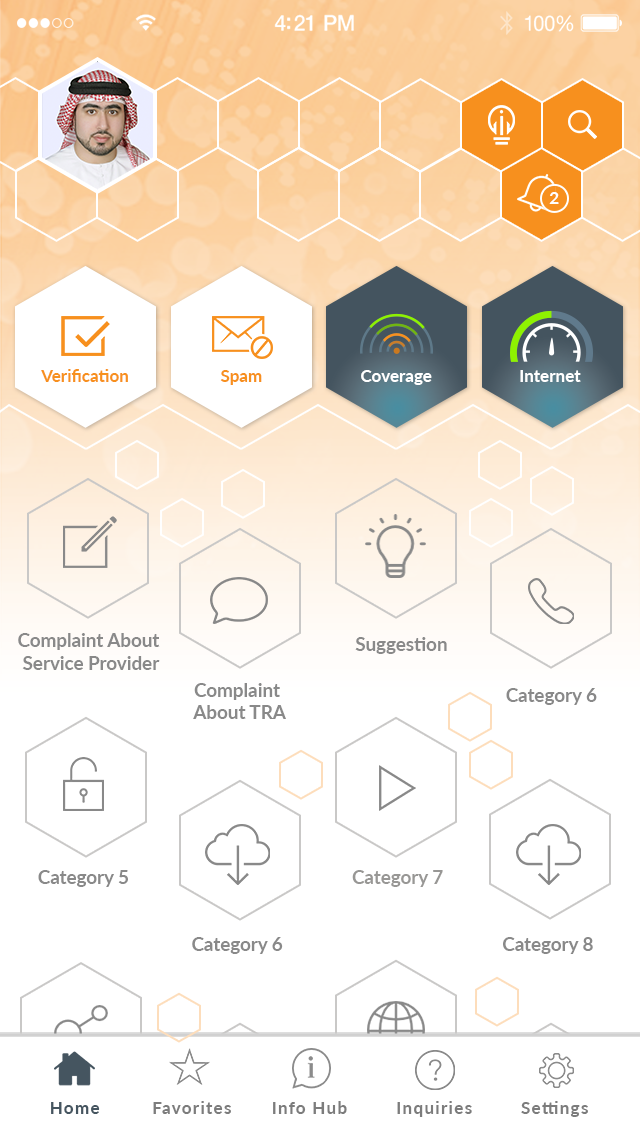 4:21 PM
100%
2
Verification
Spam
Coverage
Internet
Complaint About
Service Provider
Complaint
About TRA
Suggestion
Category 6
Category 5
Category 6
Category 7
Category 8
Home
Favorites
Info Hub
Inquiries
Settings